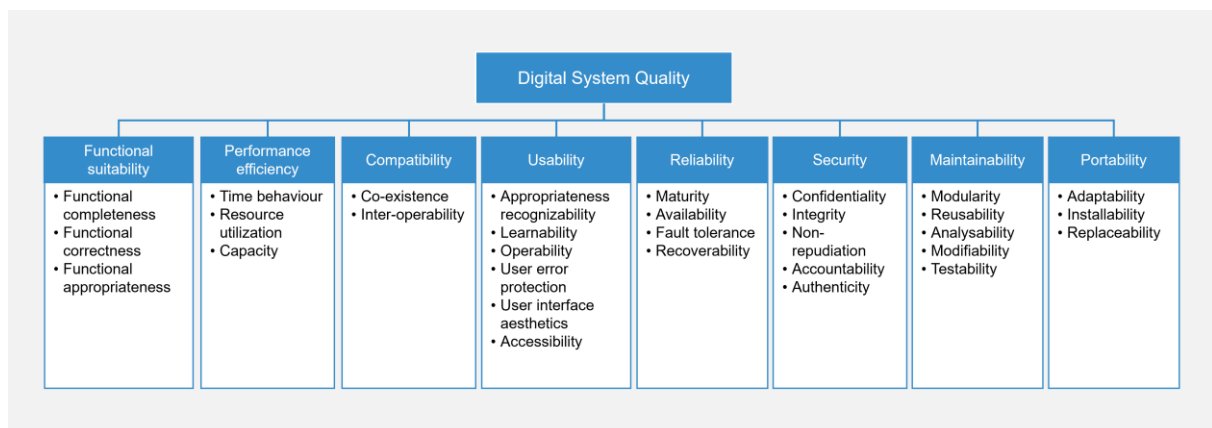 Digital System Quality
Functional
suitability
• Functional
completeness
• Functional
correctness
• Functional
appropriateness
Performance
efficiency
• Time behaviour
• Resource
utilization
• Capacity
Compatibility
• Co-existence
• Inter-operability
Usability
• Appropriateness
recognizability
• Learnability
• Operability
• User error
protection
• User interface
aesthetics
• Accessibility
Reliability
• Maturity
• Availability
• Fault tolerance
• Recoverability
Security
• Confidentiality
• Integrity
• Non-
repudiation
• Accountability
• Authenticity
Maintainability
• Modularity
• Reusability
• Analysability
• Modifiability
• Testability
Portability
• Adaptability
• Installability
• Replaceability